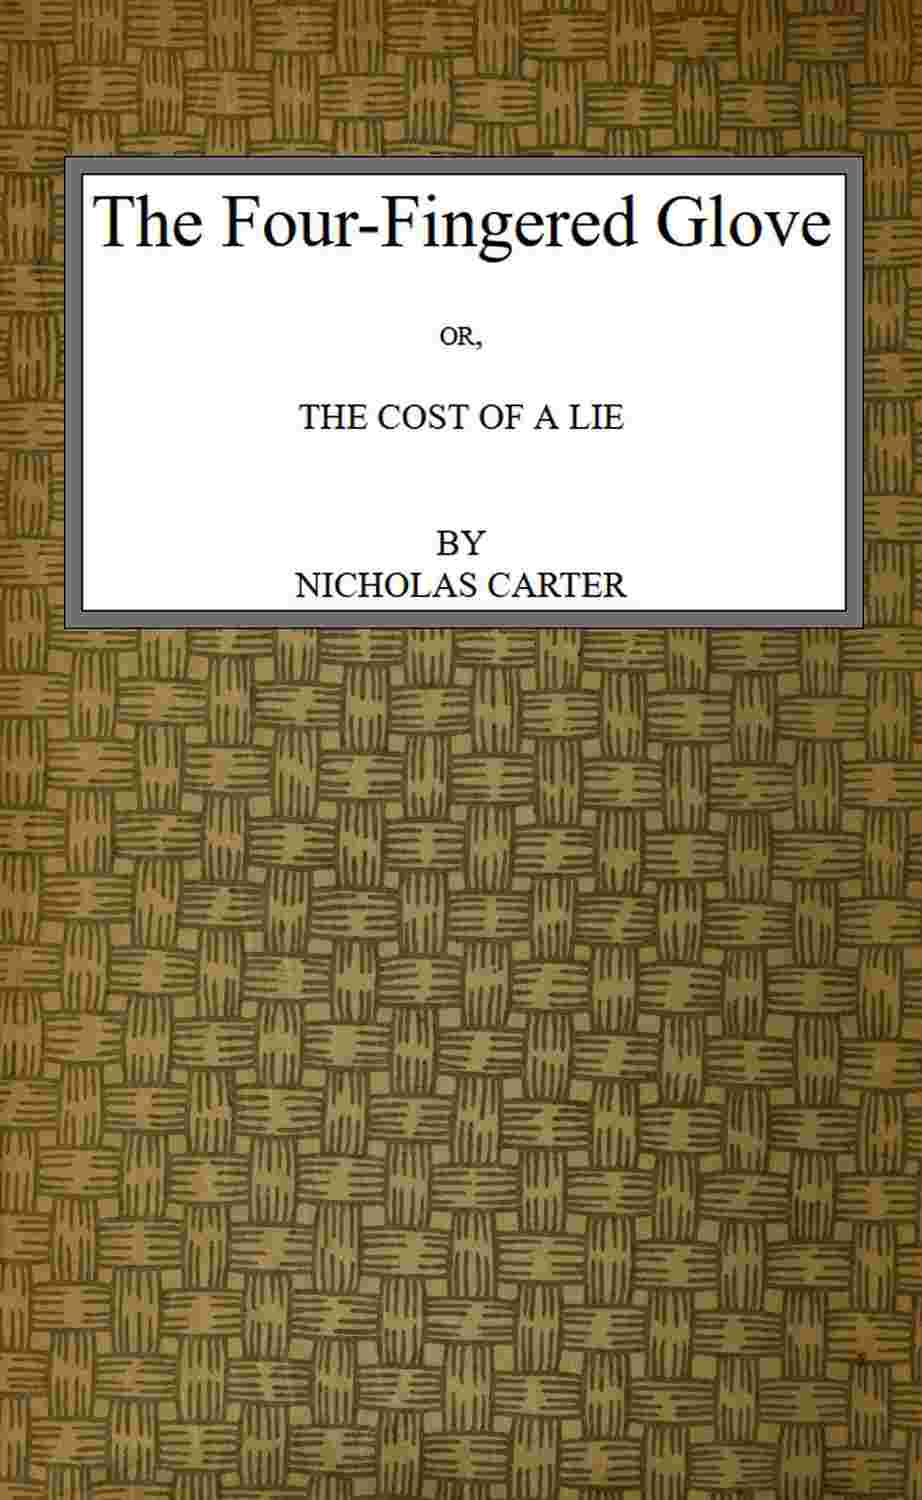 The Four-Fingered Glove
OR,
THE COST OF A LIE
BY
NICHOLAS CARTER